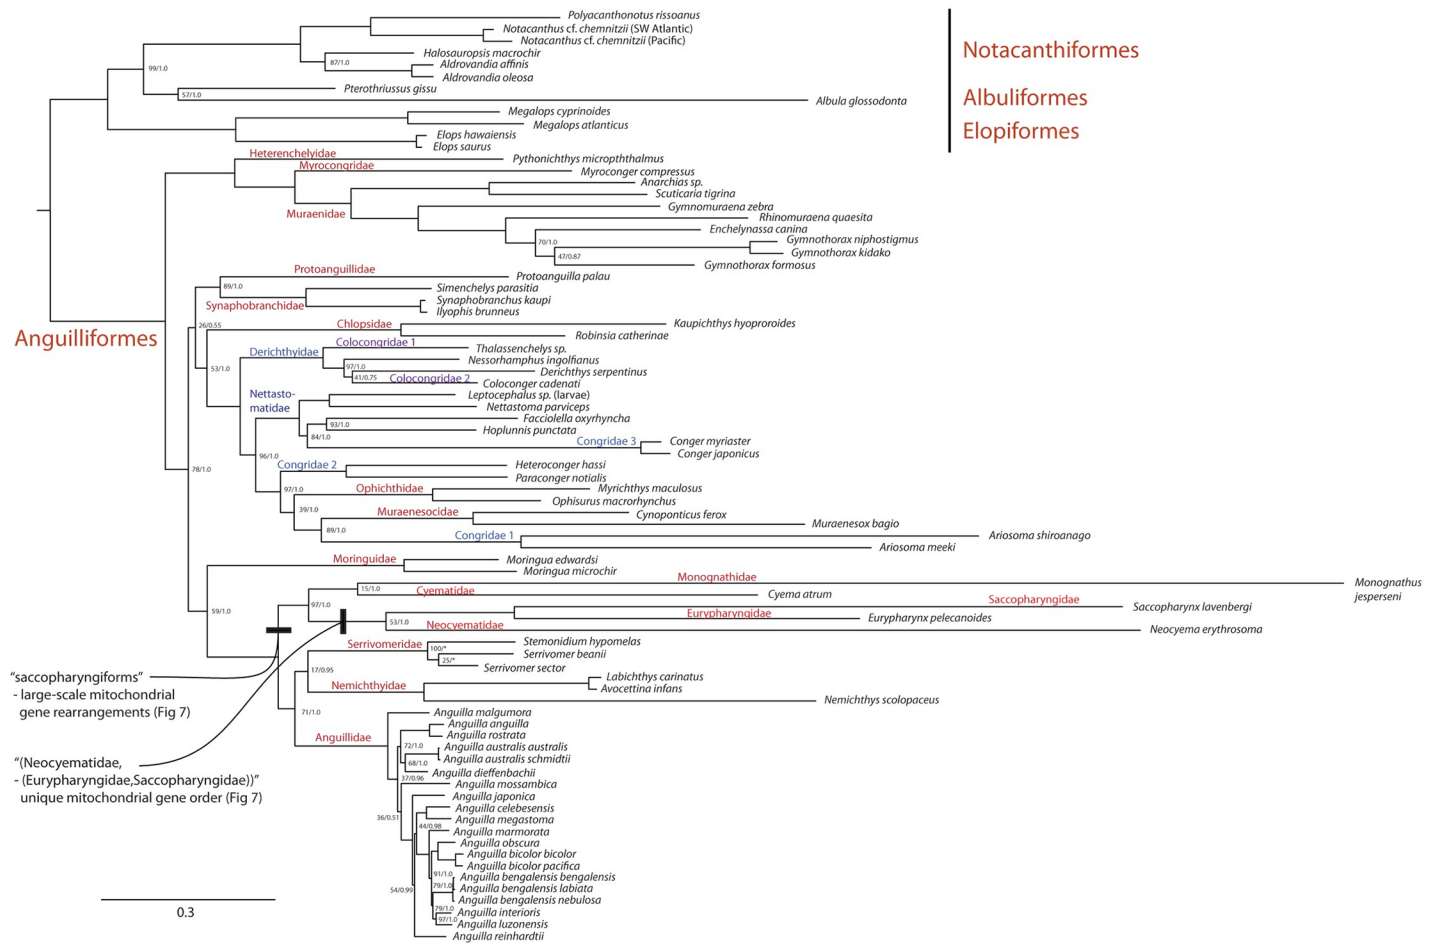 Polyacanthonotus rissoanus
Notacanthus cf. chemnitzii (SW Atlantic)
Notacanthus cf. chemnitzii (Pacific)
Notacanthiformes
Halosauropsis macrochir
87/1.0
Aldrovandia affinis
99/1.0
Aldrovandia oleosa
Pterothriussus gissu
57/1.0
Albula glossodonta
Albuliformes
Megalops cyprinoides
Megalops atlanticus
Elopiformes
Elops hawaiensis
Elops saurus
Heterenchelyidae
Pythonichthys micropththalmus
Myrocongridae
Myroconger compressus
Anarchias sp.
Scuticaria tigrina
Muraenidae
Gymnomuraena zebra
Rhinomuraena quaesita
Enchelynassa canina
70/1.0
Gymnothorax niphostigmus
47/0.87
Gymnothorax kidako
Gymnothorax formosus
Protoanguillidae
Protoanguilla palau
89/1.0
Simenchelys parasitia
Synaphobranchidae
Synaphobranchus kaupi
Ilyophis brunneus
26/0.55
Chlopsidae
Kaupichthys hyoproroides
Anguilliformes
Robinsia catherinae
Colocongridae 1
Thalassenchelys sp.
Derichthyidae
Nessorhamphus ingolfianus
53/1.0
97/1.0
Derichthys serpentinus
41/0.75
Colocongridae 2
Coloconger cadenati
Nettasto-
matidae
Leptocephalus sp. (larvae)
Nettastoma parviceps
Facciolella oxyrhyncha
93/1.0
Hoplunnis punctata
84/1.0
Congridae 3
Conger myriaster
Conger japonicus
96/1.0
78/1.0
Congridae 2
Heteroconger hassi
Paraconger notialis
97/1.0
Ophichthidae
Myrichthys maculosus
Ophisurus macrorhynchus
39/1.0
Muraenesocidae
Cynoponticus ferox
Muraenesox bagio
89/1.0
Congridae 1
Ariosoma shiroanago
Ariosoma meeki
Moringuidae
Moringua edwardsi
Moringua microchir
Monognathidae
Monognathus
jesperseni
15/1.0
Cyematidae
Cyema atrum
97/1.0
Saccopharyngidae
Saccopharynx lavenbergi
59/1.0
Eurypharyngidae
Eurypharynx pelecanoides
53/1.0
Neocyematidae
Neocyema erythrosoma
Serrivomeridae
Stemonidium hypomelas
100/*
Serrivomer beanii
25/*
Serrivomer sector
17/0.95
"saccopharyngiforms"
- large-scale mitochondrial
gene rearrangements (Fig 7)
Nemichthyidae
Labichthys carinatus
Avocettina infans
Nemichthys scolopaceus
71/1.0
Anguillidae
Anguilla malgumora
Anguilla anguilla
Anguilla rostrata
72/1.0
Anguilla australis australis
Anguilla australis schmidtii
68/1.0
Anguilla dieffenbachii
37/0.96
"(Neocyematidae,
- (Eurypharyngidae,Saccopharyngidae))"
unique mitochondrial gene order (Fig 7)
Anguilla mossambica
Anguilla japonica
Anguilla celebesensis
36/0.51
Anguilla megastoma
44/0.98
Anguilla marmorata
Anguilla obscura
Anguilla bicolor bicolor
Anguilla bicolor pacifica
91/1.0
Anguilla bengalensis bengalensis
79/1.0
Anguilla bengalensis labiata
54/0.99
Anguilla bengalensis nebulosa
79/1.0
Anguilla interioris
97/1.0
Anguilla luzonensis
Anguilla reinhardtii
0.3